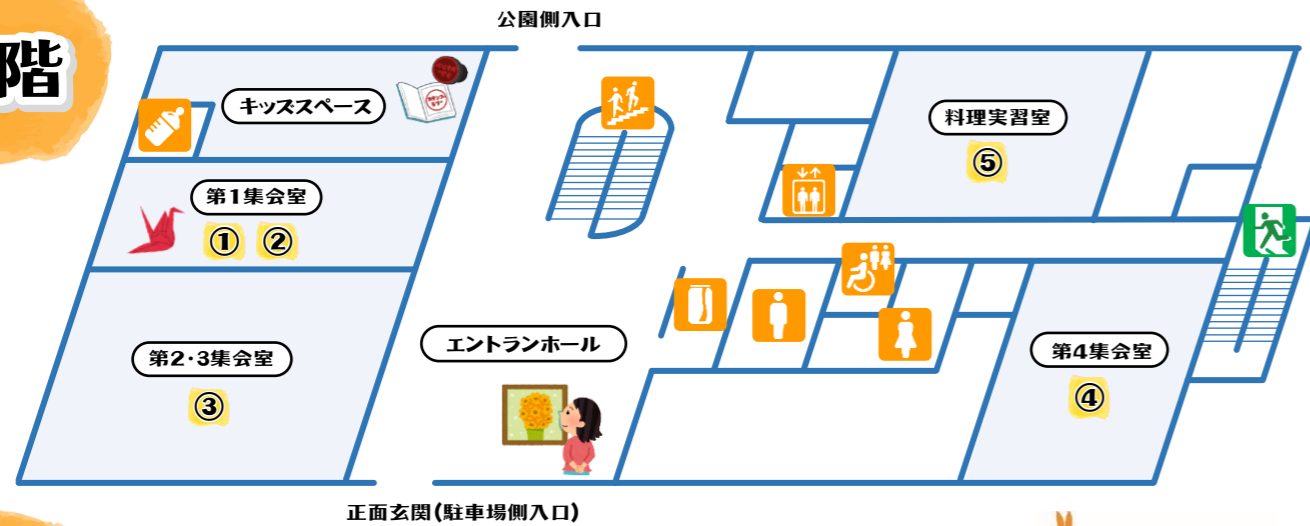 階
公園側入口
キッズスペース
料理実習室
⑤
第1集会室
① ②
エントランホール
第2・3集会室
③
第4集会室
④
正面玄関(駐車場側入口)